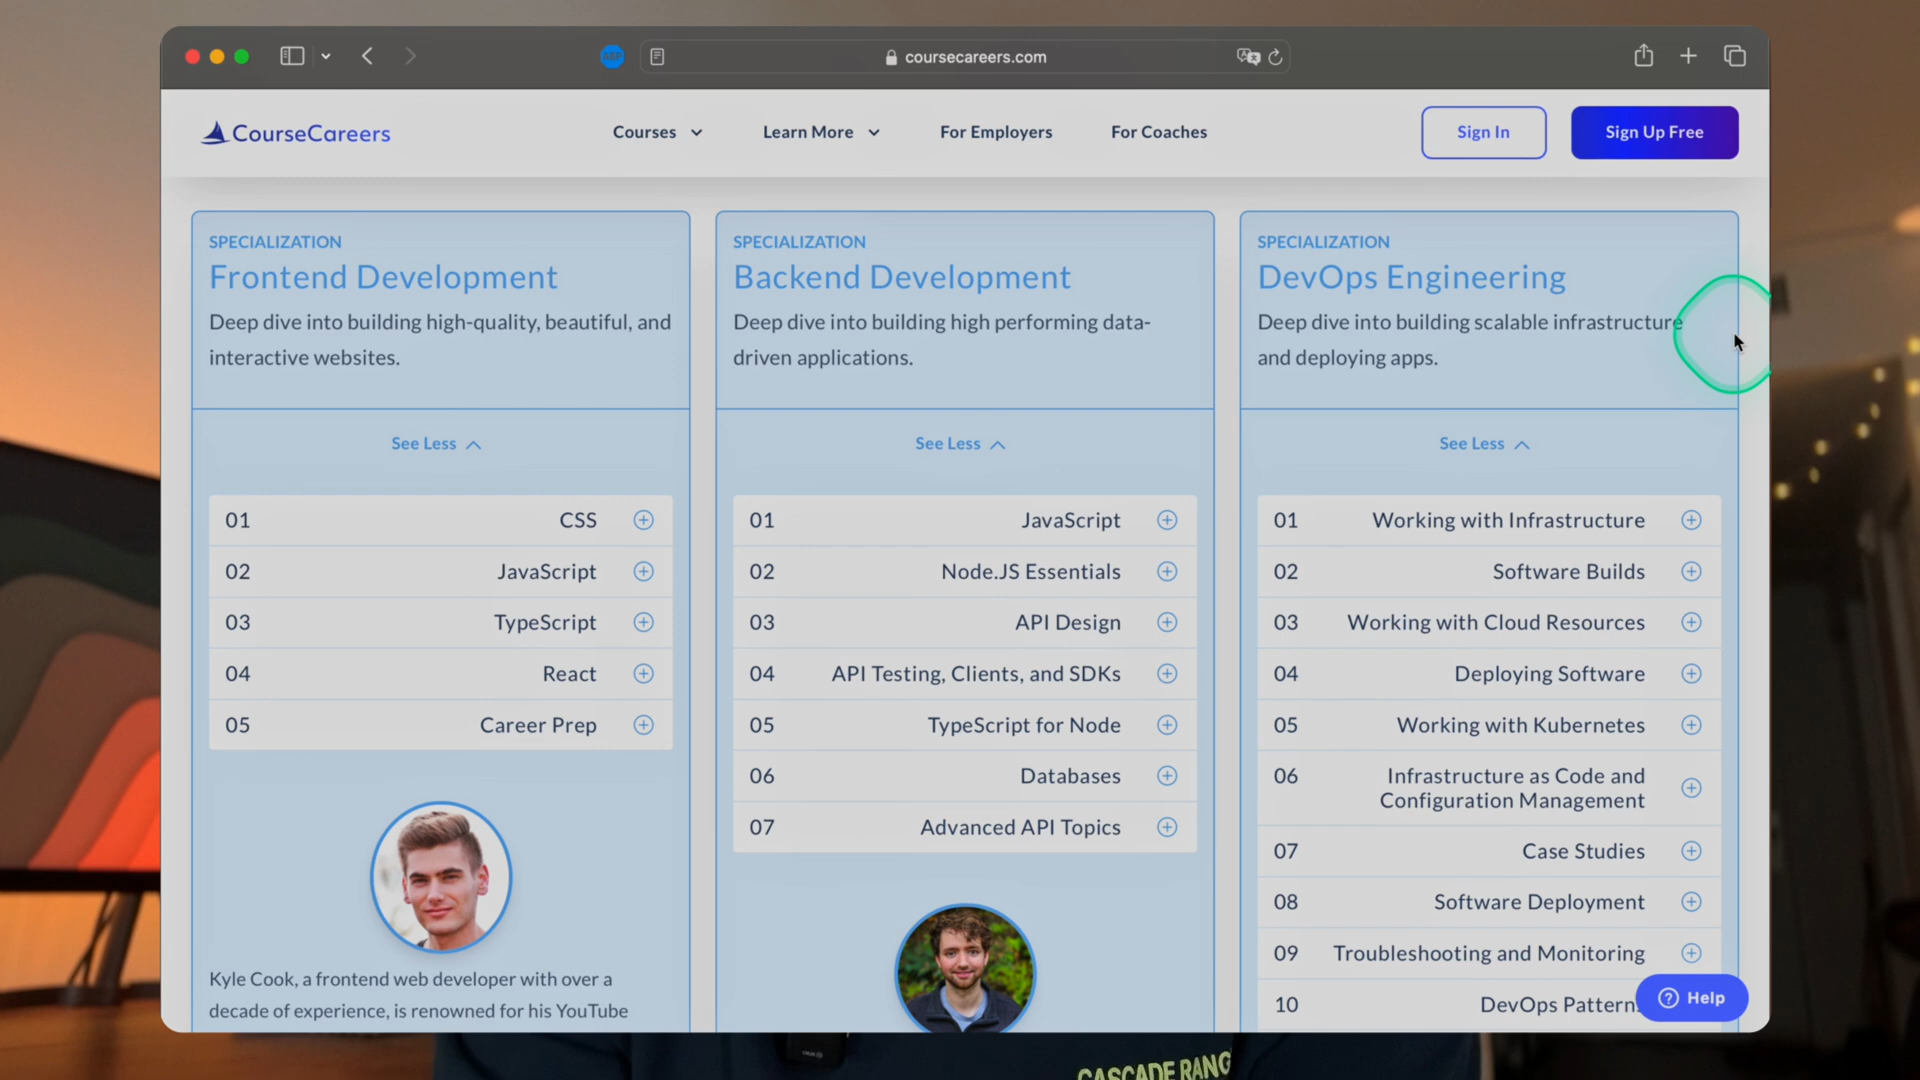 coursecareers.com
CourseCareers
Courses
Learn More
For Employers
For Coaches
Sign In
Sign Up Free
SPECIALIZATION
Frontend Development
Deep dive into building high-quality, beautiful, and
interactive websites.
See Less
01 CSS
02 JavaScript
03 TypeScript
04 React
05 Career Prep
Kyle Cook, a frontend web developer with over a
decade of experience, is renowned for his YouTube
SPECIALIZATION
Backend Development
Deep dive into building high performing data-
driven applications.
See Less
01 JavaScript
02 Node.JS Essentials
03 API Design
04 API Testing, Clients, and SDKs
05 TypeScript for Node
06 Databases
07 Advanced API Topics
SPECIALIZATION
DevOps Engineering
Deep dive into building scalable infrastructure
and deploying apps.
See Less
01 Working with Infrastructure
02 Software Builds
03 Working with Cloud Resources
04 Deploying Software
05 Working with Kubernetes
06 Infrastructure as Code and
Configuration Management
07 Case Studies
08 Software Deployment
09 Troubleshooting and Monitoring
10 DevOps Pattern
Help
CASCADE RANG